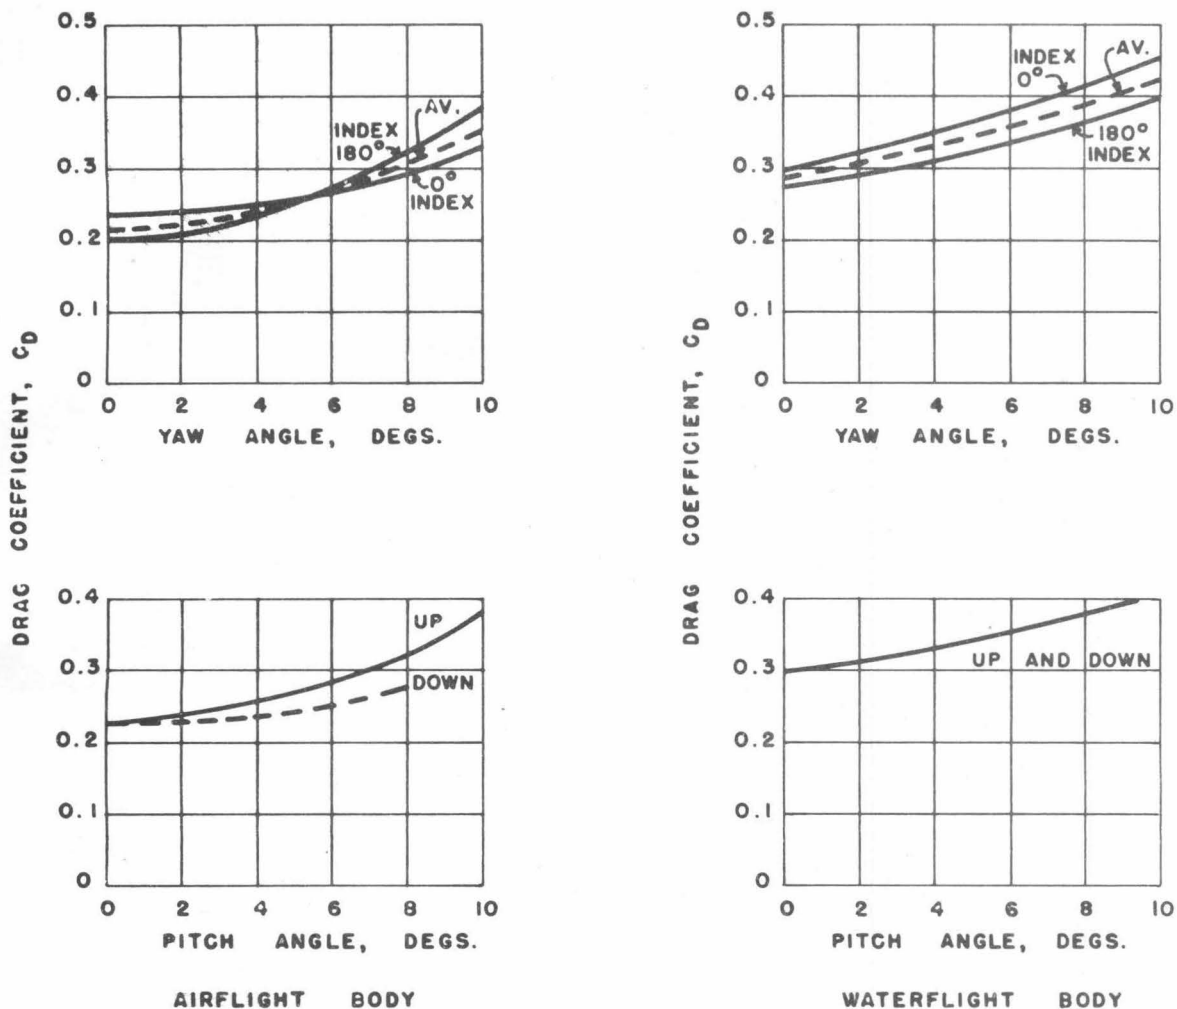 DRAG COEFFICIENT, CD
0.5
0.4
0.3
0.2
0.1
0
INDEX
180°
AV.
0°
INDEX
0 2 4 6 8 10
YAW ANGLE, DEGS.
0.4
0.3
0.2
0.1
0
UP
DOWN
0 2 4 6 8 10
PITCH ANGLE, DEGS.
AIRFLIGHT BODY
DRAG COEFFICIENT, CD
0.5
0.4
0.3
0.2
0.1
0
INDEX
0°
AV.
180°
INDEX
0 2 4 6 8 10
YAW ANGLE, DEGS.
0.4
0.3
0.2
0.1
0
UP AND DOWN
0 2 4 6 8 10
PITCH ANGLE, DEGS.
WATERFLIGHT BODY